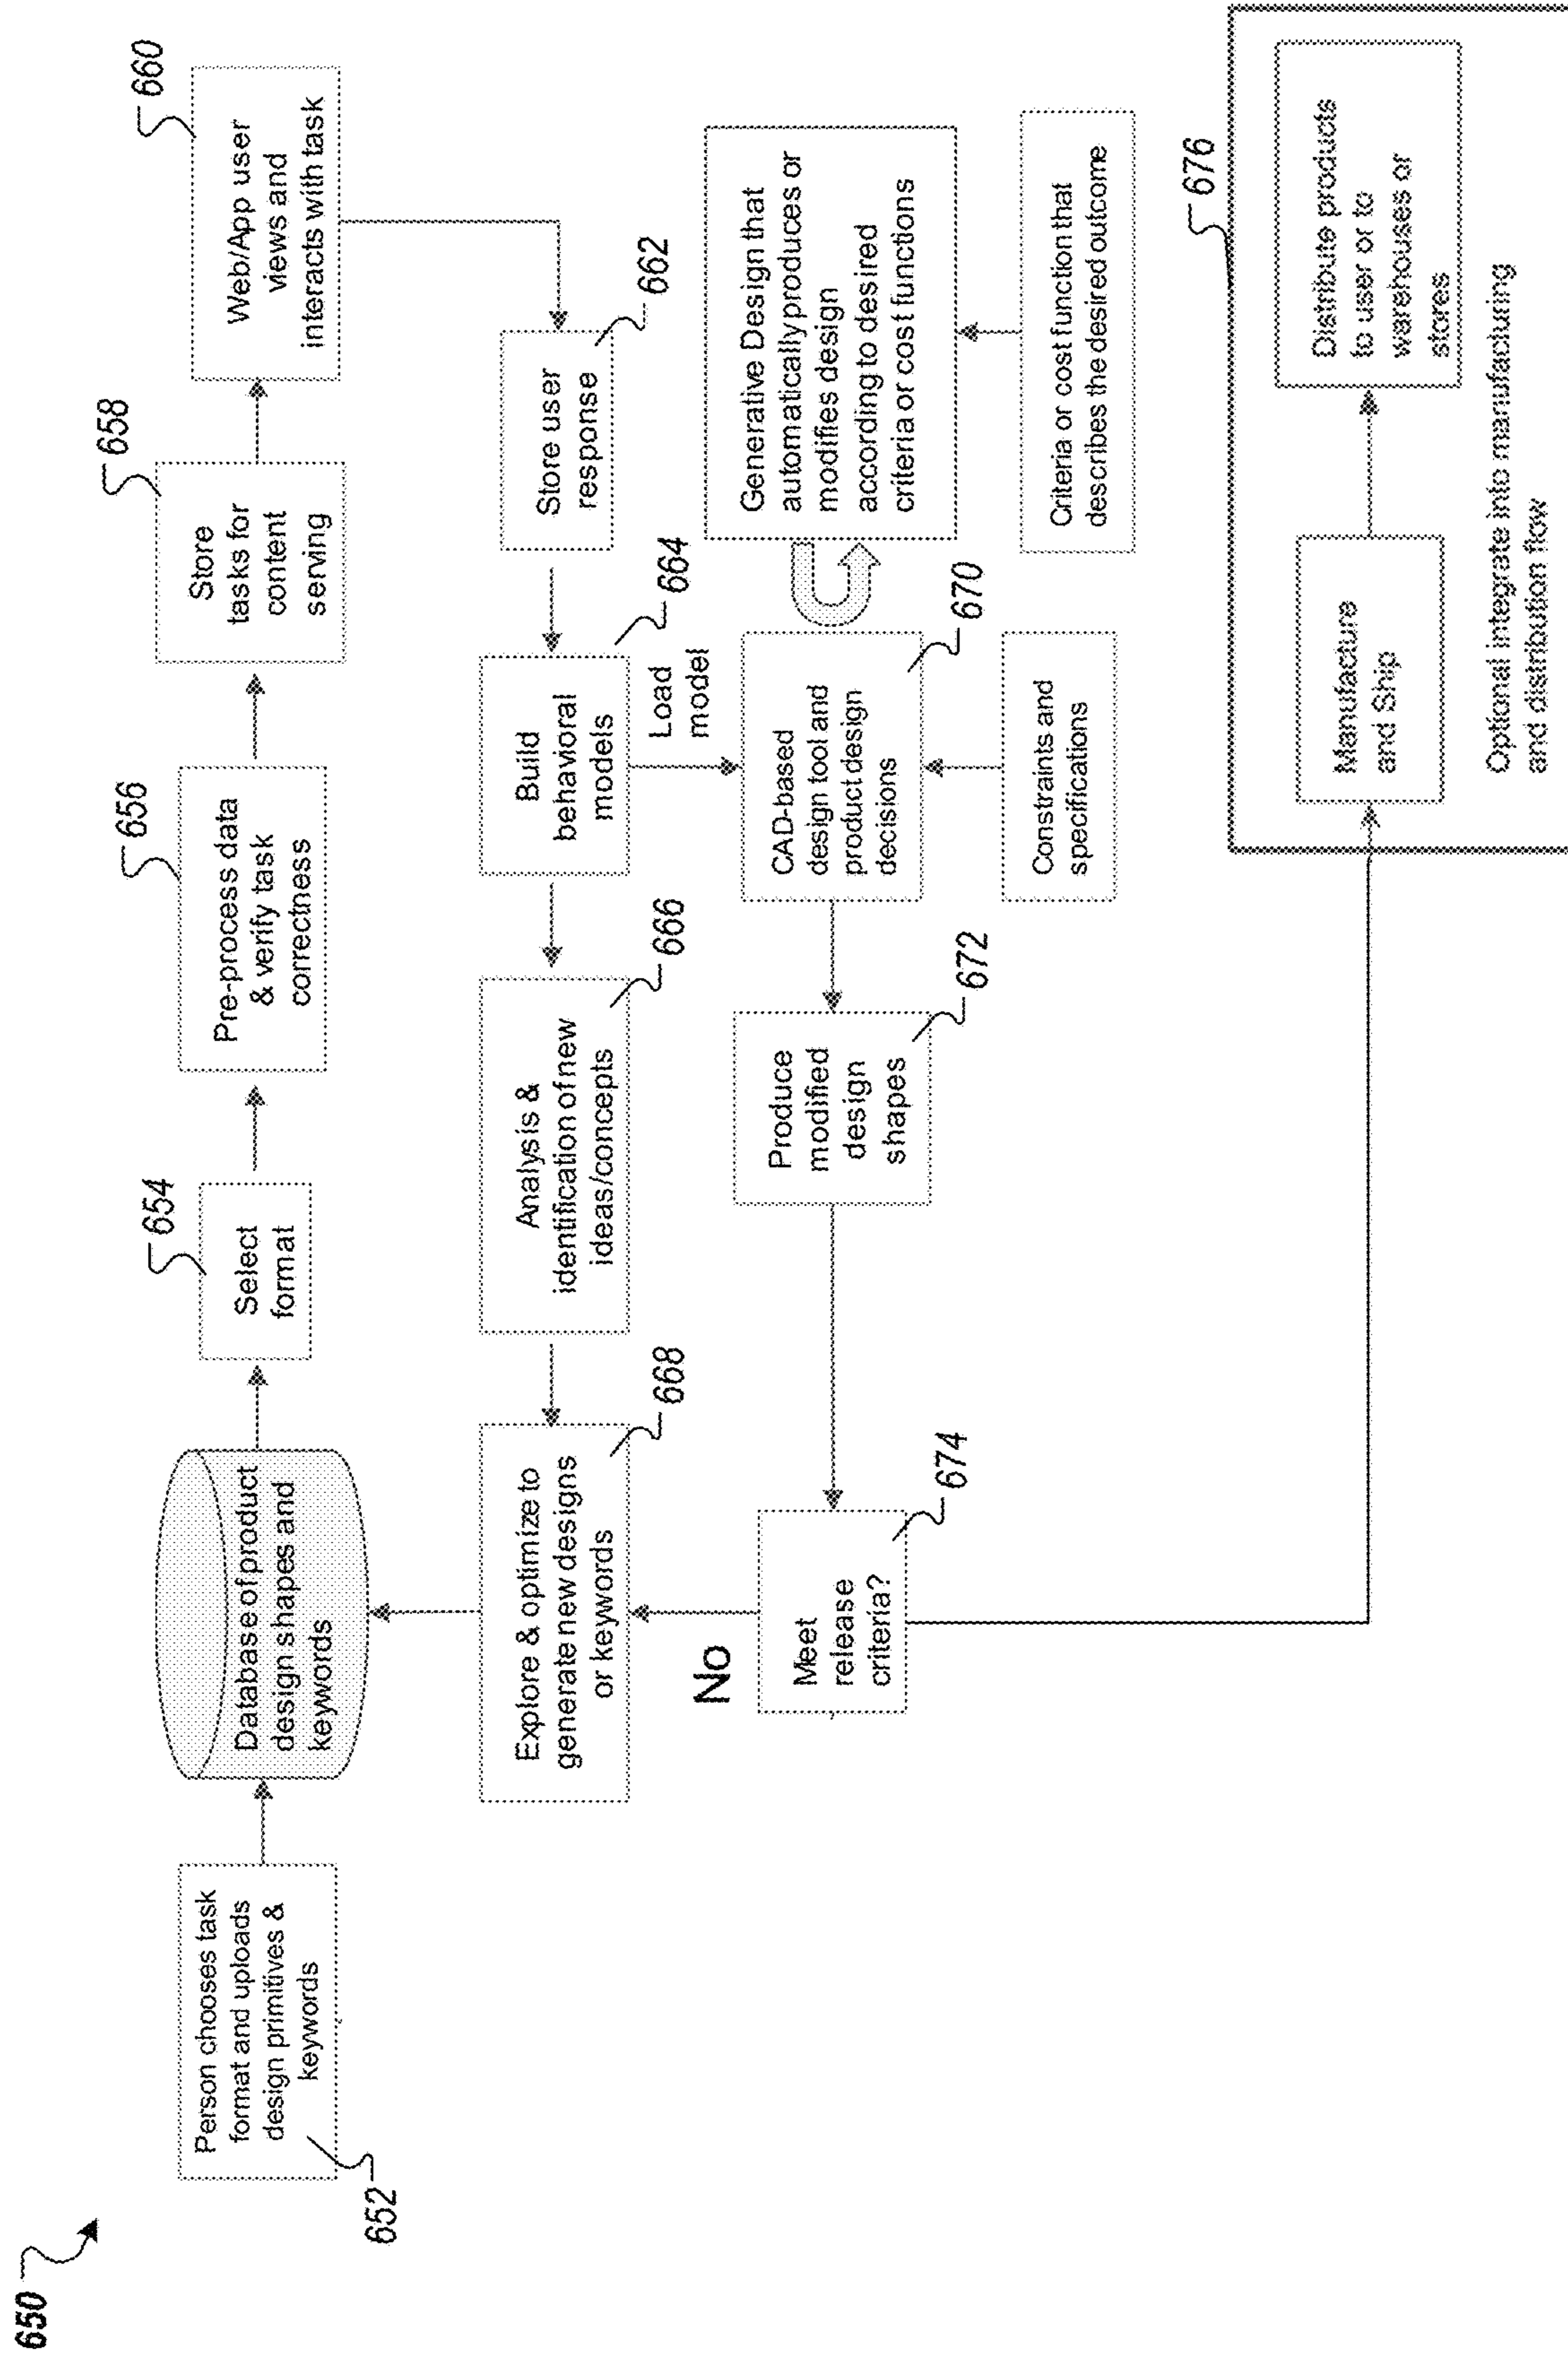 650
652
Person chooses task
format and uploads
design primitives &
keywords
Database of product
design shapes and
keywords
654
Select
format
656
Pre-process data
& verify task
correctness
658
Store
tasks for
content
serving
660
Web/App user
views and
interacts with task
662
Store user
response
664
Build
behavioral
models
Load
model
666
Analysis &
identification of new
ideas/concepts
668
Explore & optimize to
generate new designs
or keywords
No
670
CAD-based
design tool and
product design
decisions
Constraints and
specifications
Generative Design that
automatically produces or
modifies design
according to desired
criteria or cost functions
Criteria or cost function that
describes the desired outcome
672
Produce
modified
design
shapes
674
Meet
release
criteria?
676
Manufacture
and Ship
Distribute products
to user or to
warehouses or
stores
Optional integrate into manufacturing
and distribution flow